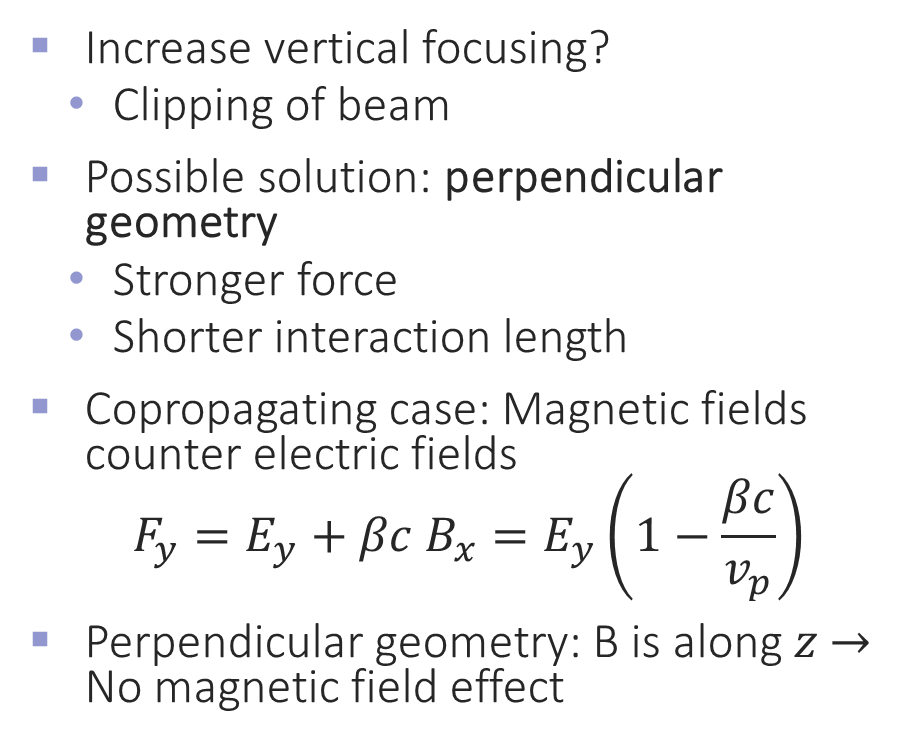 ▪ Increase vertical focusing?
• Clipping of beam
▪ Possible solution: perpendicular
geometry
• Stronger force
• Shorter interaction length
▪ Copropagating case: Magnetic fields
counter electric fields
F_y = E_y + βc B_x = E_y (1 − βc/v_p)
▪ Perpendicular geometry: B is along z →
No magnetic field effect